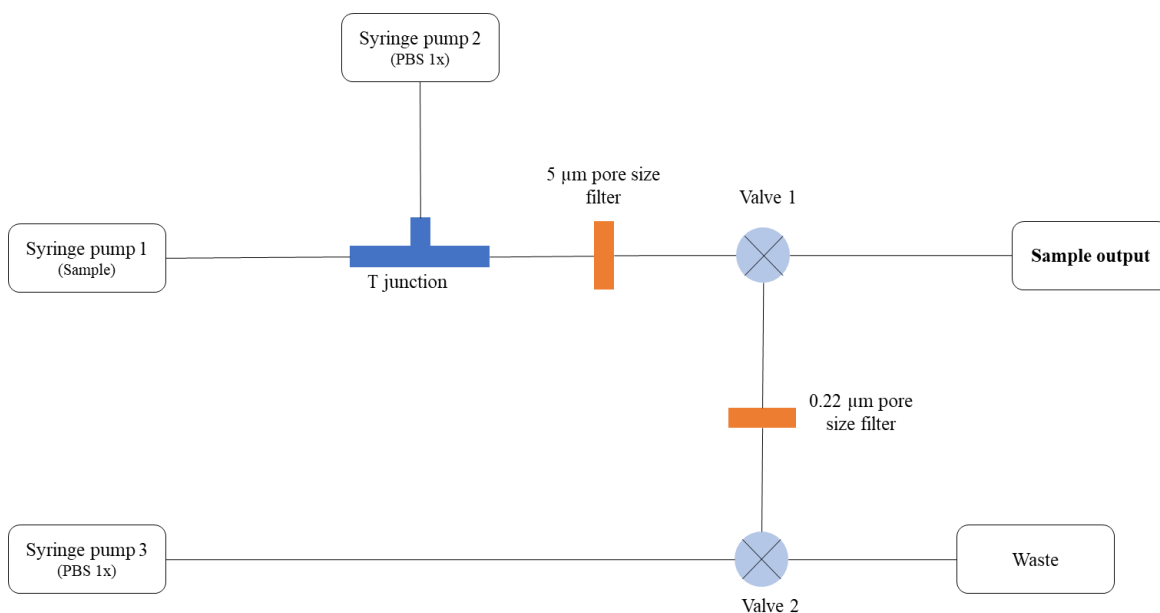 Syringe pump 2
(PBS 1x)
5 µm pore size
filter
Valve 1
Syringe pump 1
(Sample)
T junction
Sample output
0.22 µm pore
size filter
Syringe pump 3
(PBS 1x)
Waste
Valve 2